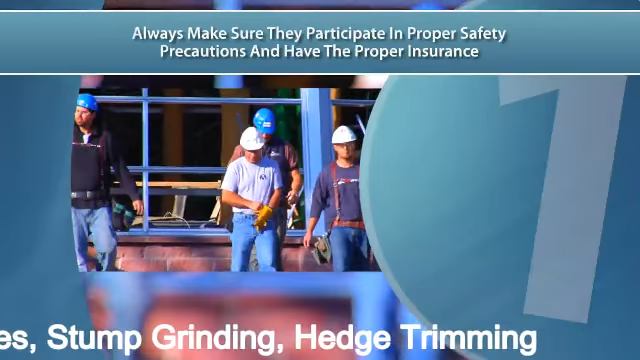 Always Make Sure They Participate In Proper Safety
Precautions And Have The Proper Insurance
1
es, Stump Grinding, Hedge Trimming